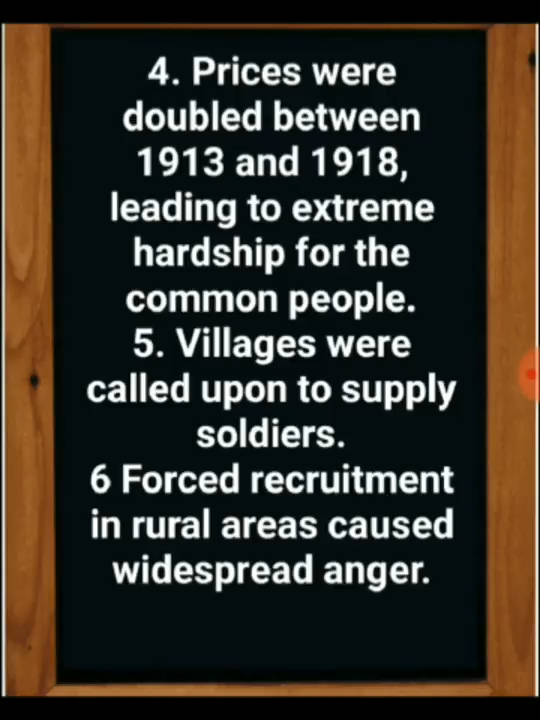 4. Prices were
doubled between
1913 and 1918,
leading to extreme
hardship for the
common people.
5. Villages were
called upon to supply
soldiers.
6 Forced recruitment
in rural areas caused
widespread anger.